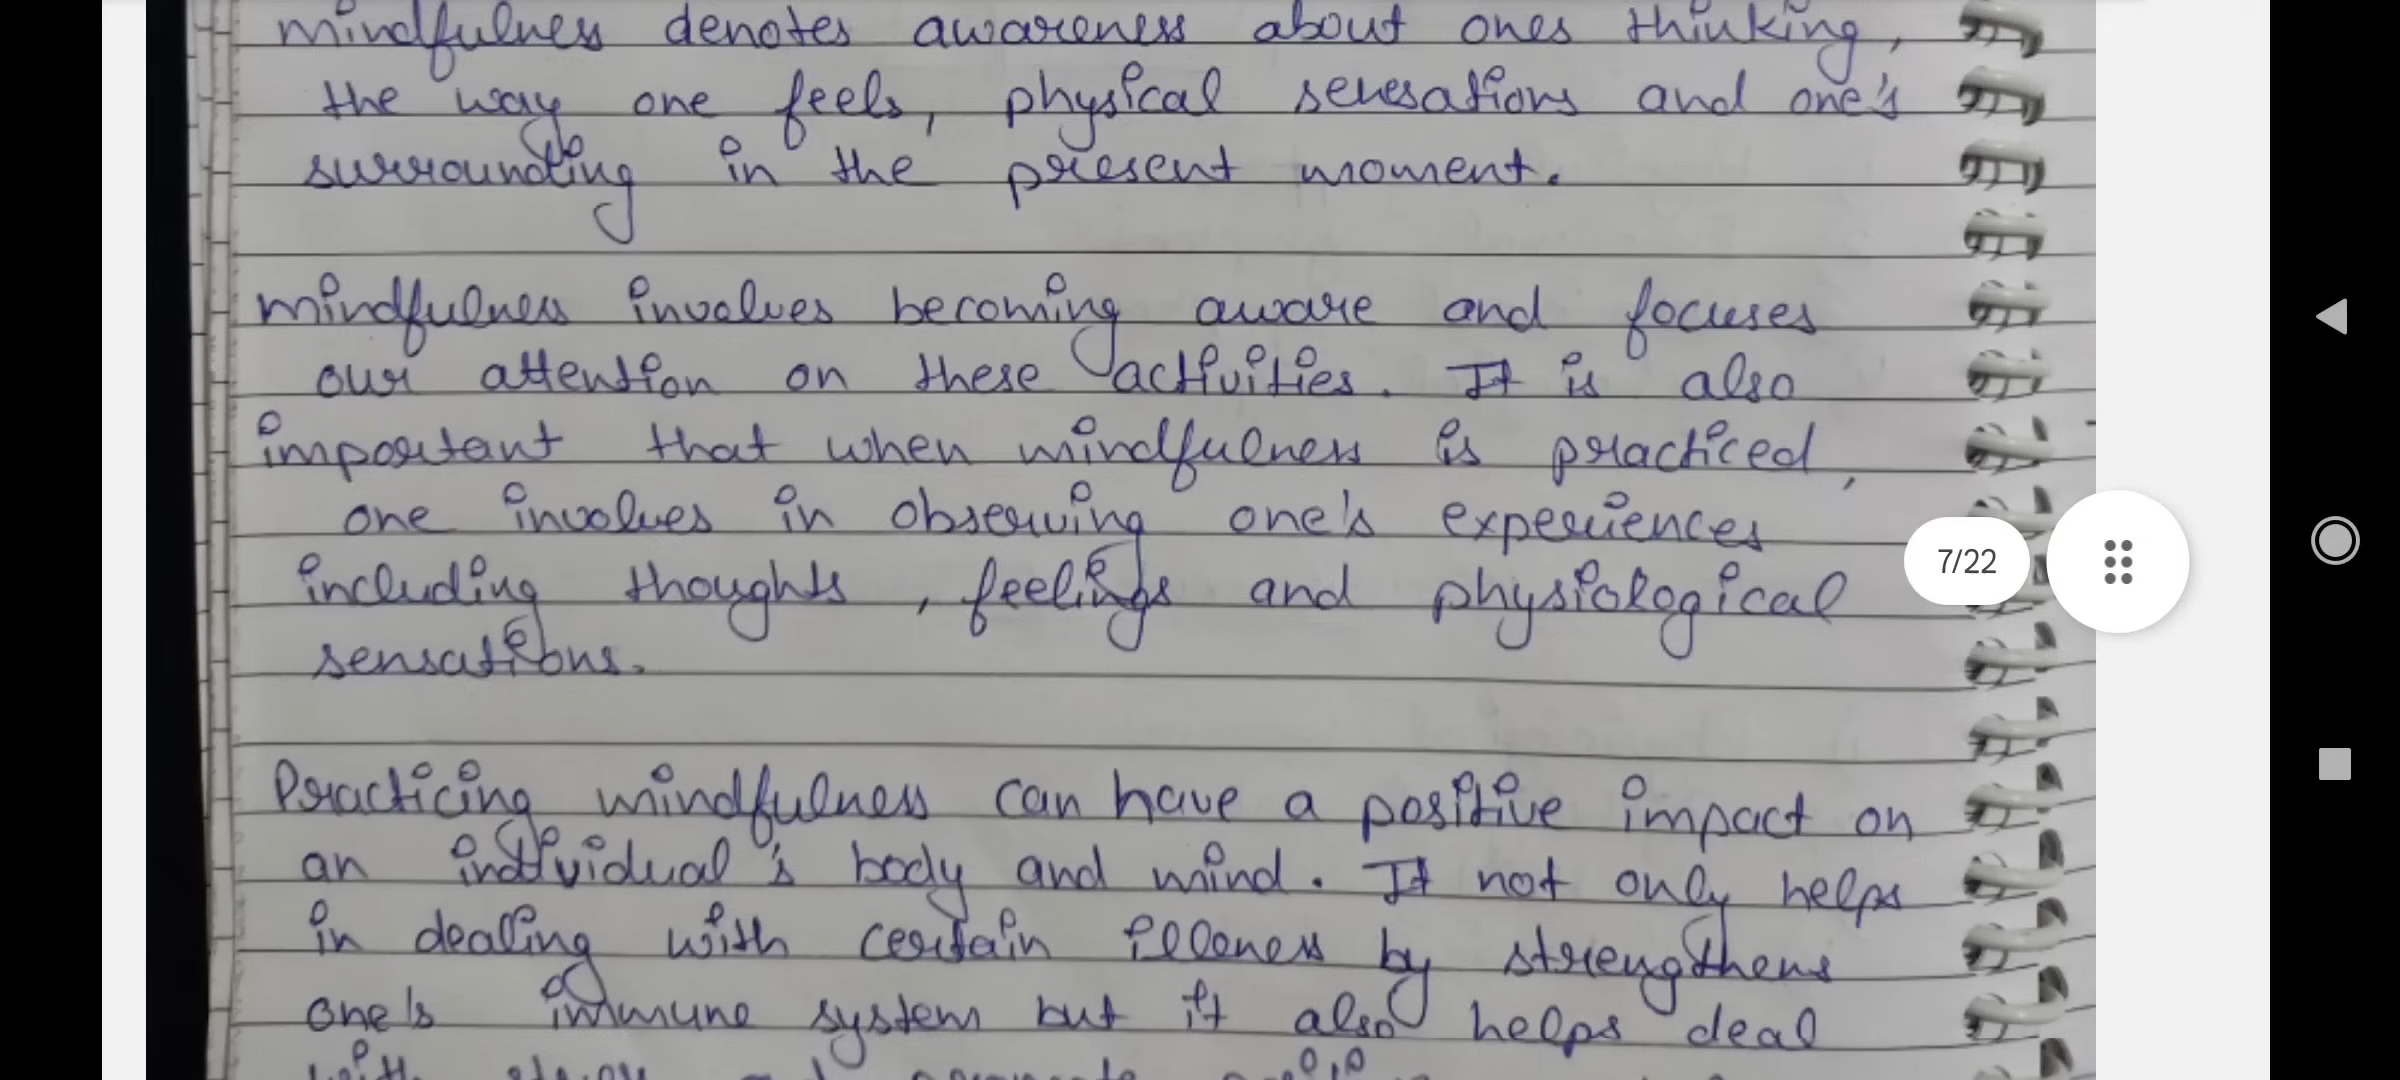 mindfulness denotes awareness about ones thinking,
the way one feels, physical sensations and one's
surrounding in the present moment.
mindfulness involves becoming aware and focuses
our attention on these activities. It is also
important that when mindfulness is practiced,
one involves in observing one's experiences
including thoughts, feelings and physiological
sensations.
7/22
Practicing mindfulness can have a positive impact on
an individual's body and mind. It not only helps
in dealing with certain illness by strengthens
one's immune system but it also helps deal
with